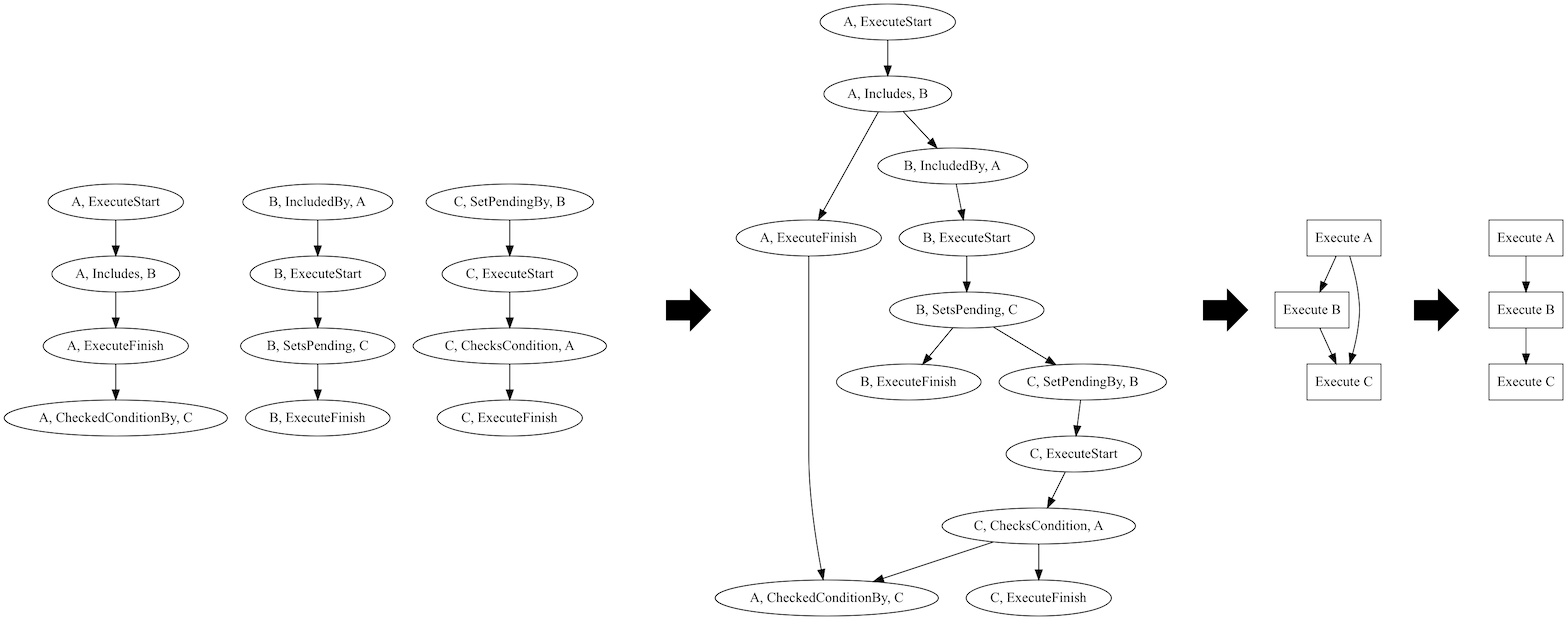 A, ExecuteStart
A, Includes, B
A, ExecuteFinish
A, CheckedConditionBy, C
B, IncludedBy, A
B, ExecuteStart
B, SetsPending, C
B, ExecuteFinish
C, SetPendingBy, B
C, ExecuteStart
C, ChecksCondition, A
C, ExecuteFinish
A, ExecuteStart
A, Includes, B
B, IncludedBy, A
A, ExecuteFinish
B, ExecuteStart
B, SetsPending, C
B, ExecuteFinish
C, SetPendingBy, B
C, ExecuteStart
C, ChecksCondition, A
A, CheckedConditionBy, C
C, ExecuteFinish
Execute A
Execute B
Execute C
Execute A
Execute B
Execute C